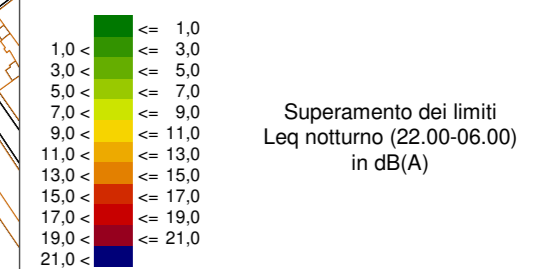 <= 1,0
1,0 < <= 3,0
3,0 < <= 5,0
5,0 < <= 7,0
7,0 < <= 9,0
9,0 < <= 11,0
11,0 < <= 13,0
13,0 < <= 15,0
15,0 < <= 17,0
17,0 < <= 19,0
19,0 < <= 21,0
21,0 <
Superamento dei limiti
Leq notturno (22.00-06.00)
in dB(A)